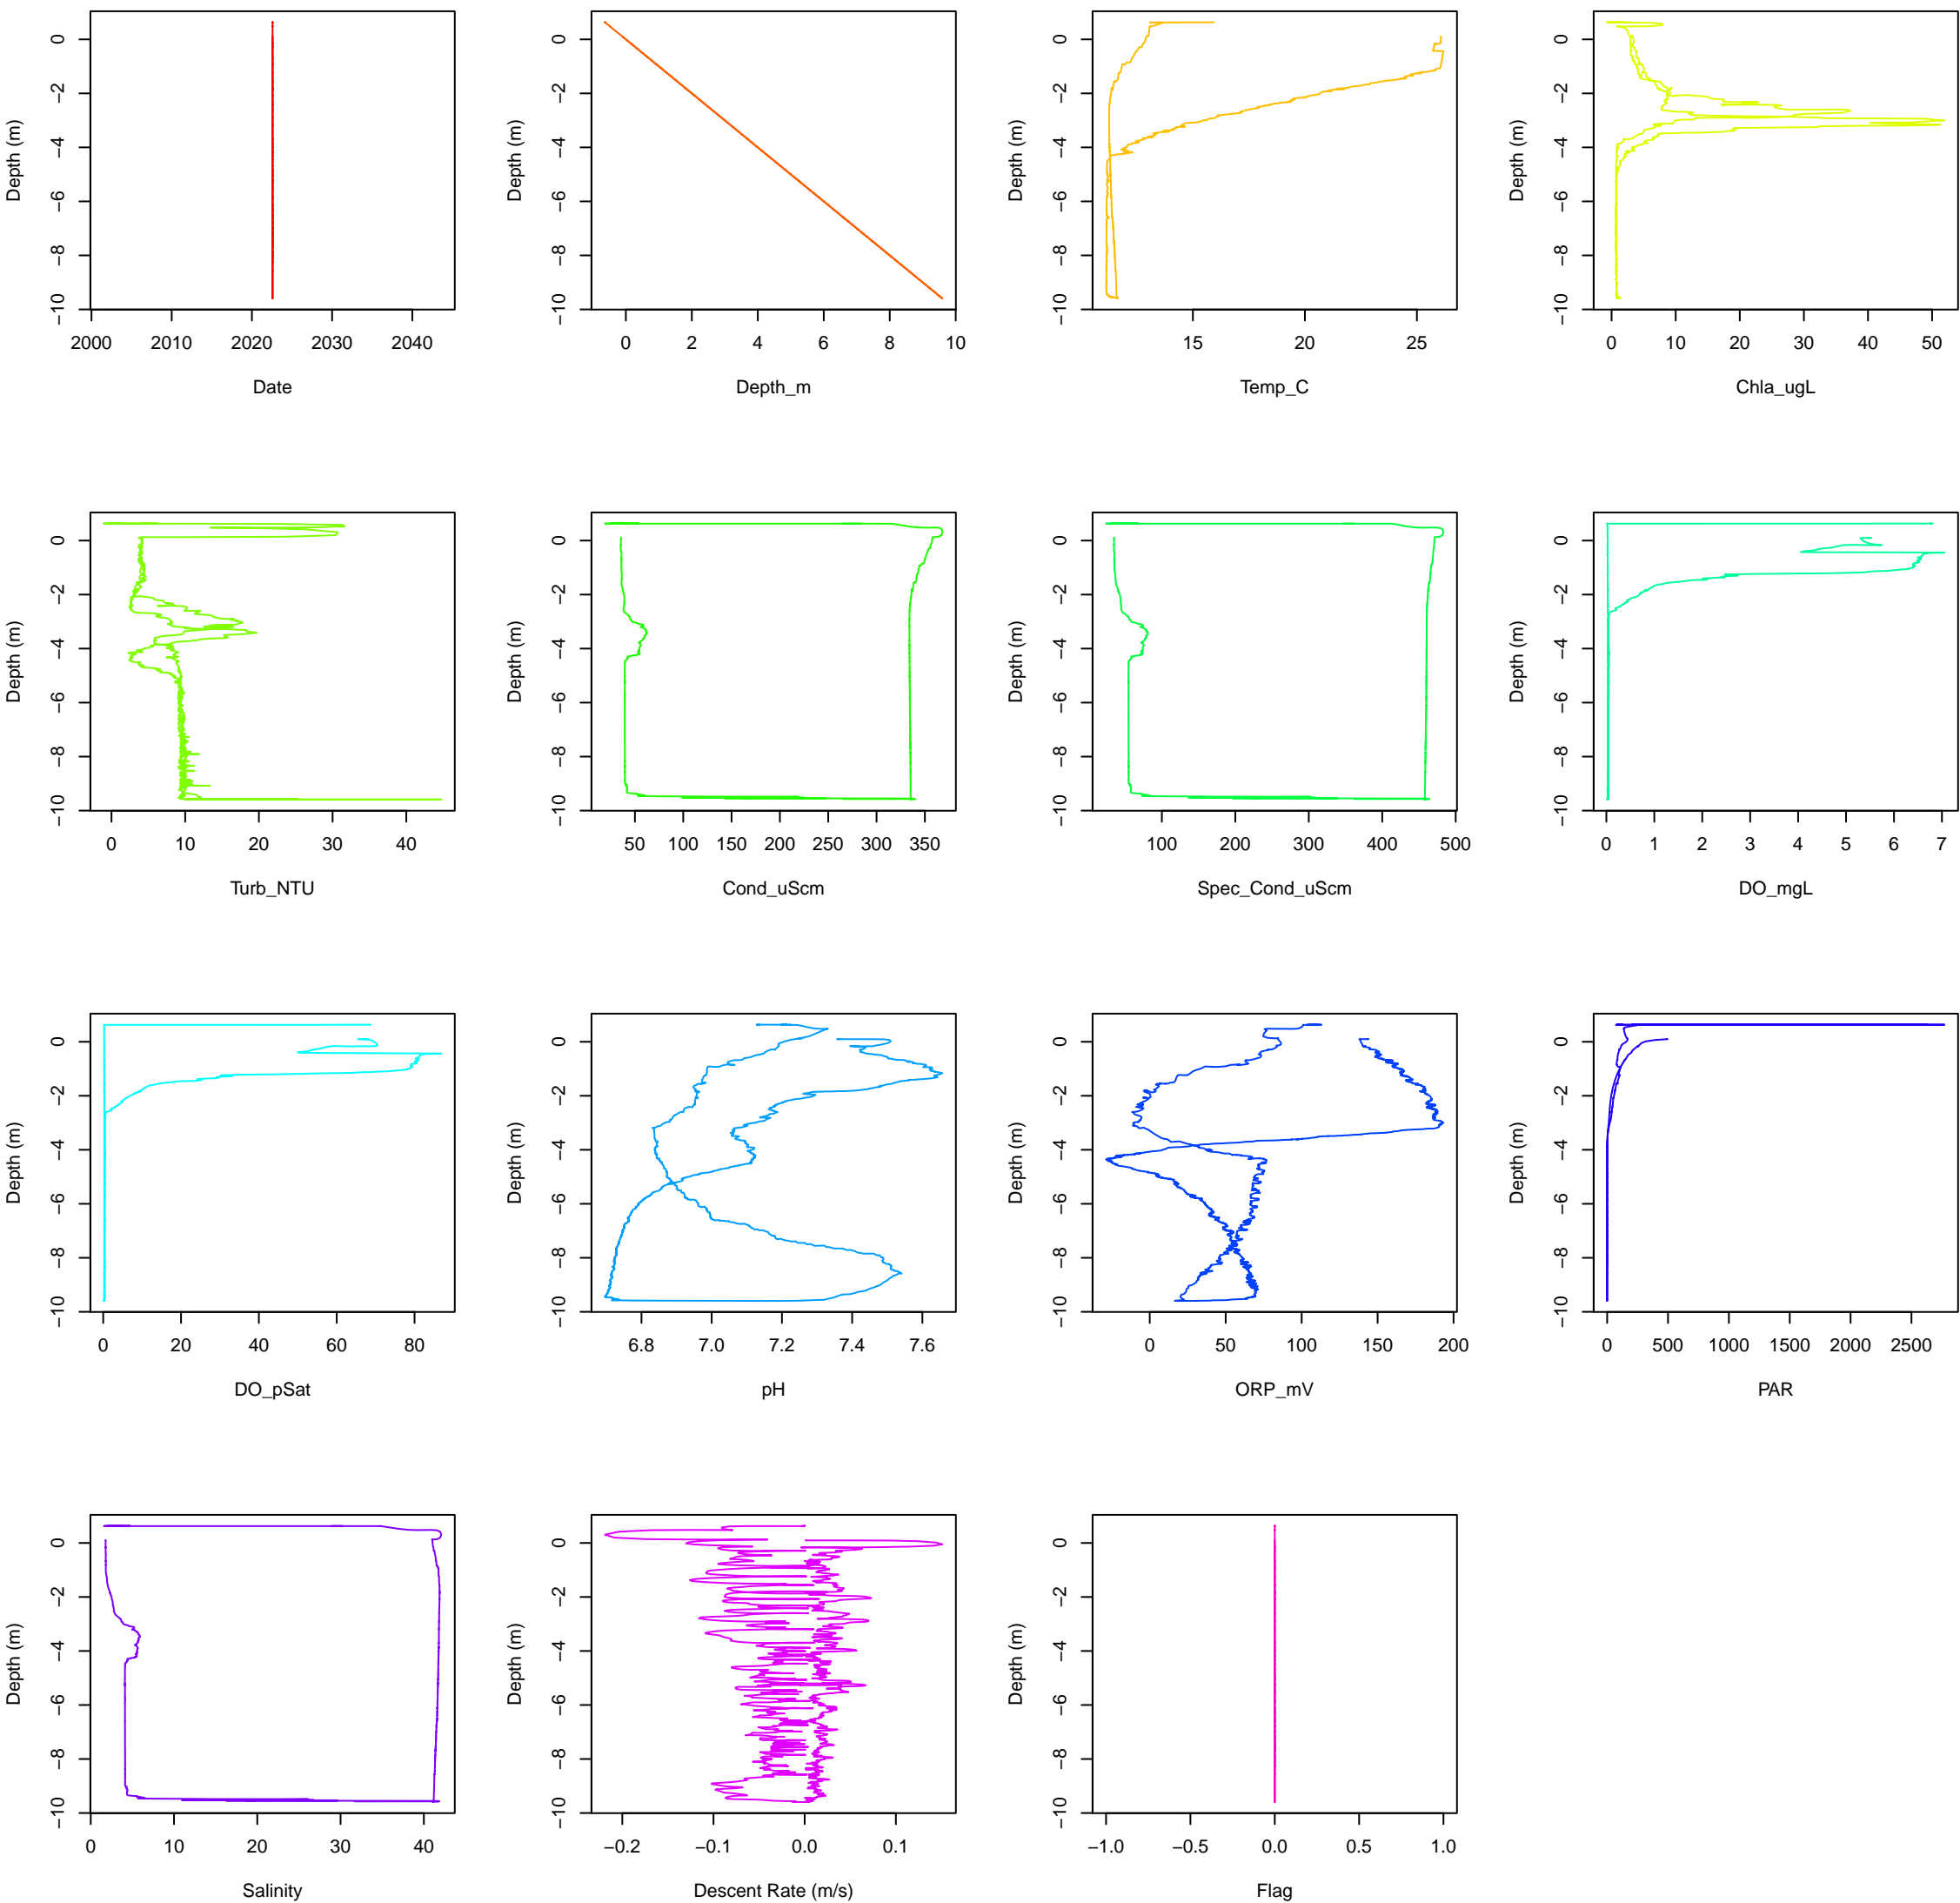 0
−2
−4
−6
−8
−10
Depth (m)
2000 2010 2020 2030 2040
Date
0
−2
−4
−6
−8
−10
Depth (m)
0 2 4 6 8 10
Depth_m
0
−2
−4
−6
−8
−10
Depth (m)
15 20 25
Temp_C
0
−2
−4
−6
−8
−10
Depth (m)
0 10 20 30 40 50
Chla_ugL
0
−2
−4
−6
−8
−10
Depth (m)
0 10 20 30 40
Turb_NTU
0
−2
−4
−6
−8
−10
Depth (m)
50 100 150 200 250 300 350
Cond_uScm
0
−2
−4
−6
−8
−10
Depth (m)
100 200 300 400 500
Spec_Cond_uScm
0
−2
−4
−6
−8
−10
Depth (m)
0 1 2 3 4 5 6 7
DO_mgL
0
−2
−4
−6
−8
−10
Depth (m)
0 20 40 60 80
DO_pSat
0
−2
−4
−6
−8
−10
Depth (m)
6.8 7.0 7.2 7.4 7.6
pH
0
−2
−4
−6
−8
−10
Depth (m)
0 50 100 150 200
ORP_mV
0
−2
−4
−6
−8
−10
Depth (m)
0 500 1000 1500 2000 2500
PAR
0
−2
−4
−6
−8
−10
Depth (m)
0 10 20 30 40
Salinity
0
−2
−4
−6
−8
−10
Depth (m)
−0.2 −0.1 0.0 0.1
Descent Rate (m/s)
0
−2
−4
−6
−8
−10
Depth (m)
−1.0 −0.5 0.0 0.5 1.0
Flag